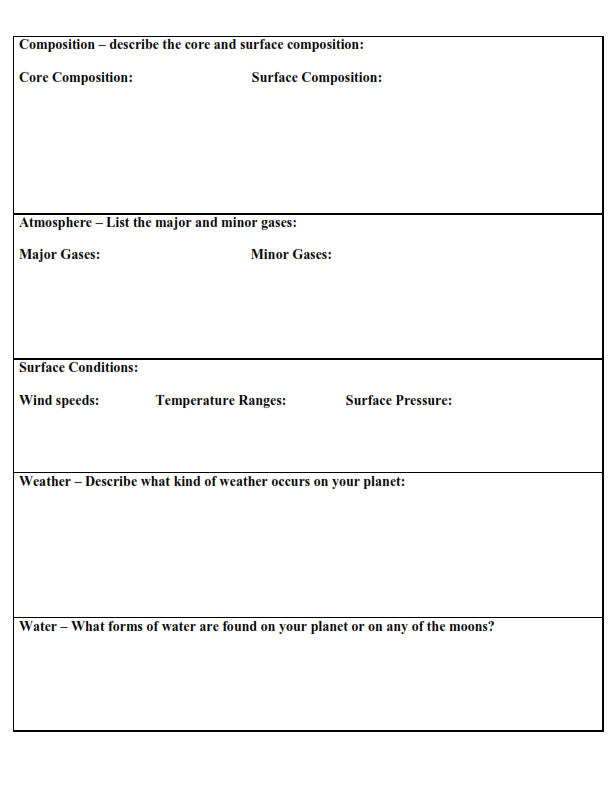 Composition – describe the core and surface composition:
Core Composition: Surface Composition:
Atmosphere – List the major and minor gases:
Major Gases: Minor Gases:
Surface Conditions:
Wind speeds: Temperature Ranges: Surface Pressure:
Weather – Describe what kind of weather occurs on your planet:
Water – What forms of water are found on your planet or on any of the moons?